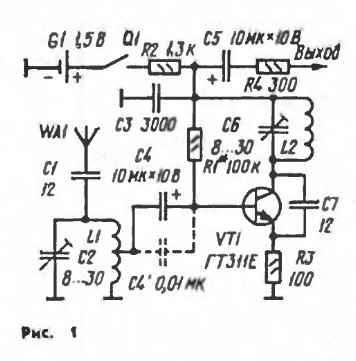 G1 1,5В Q1
R2 1,3к
C5 10мк×10В
Выход
- +
+
R4 300
C3 3000
C6
8...30
L2
WA1
C1
12
C4
10мк×10В
+
R1* 100к
L1
C2
8...30
C4' 0,01мк
VT1
ГТ311Е
C7
12
R3
100
Рис. 1